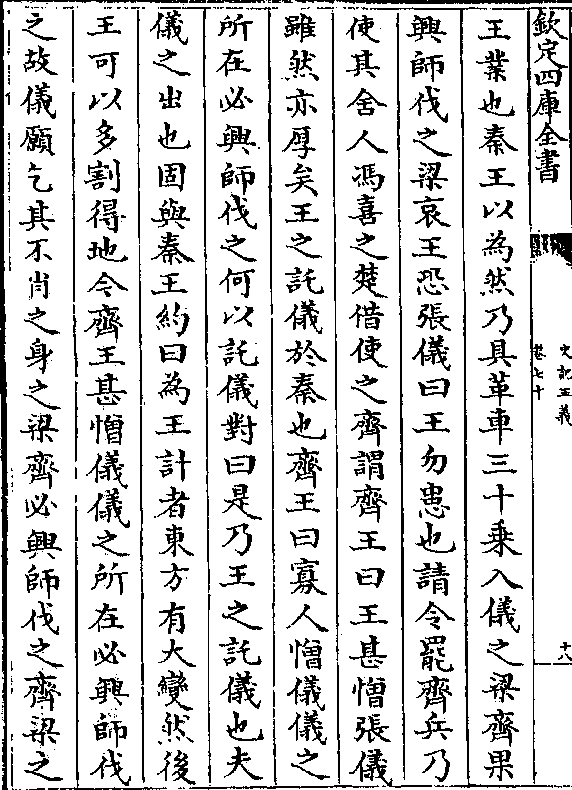 欽定四庫全書
史記正義
卷七十
十八
王業也秦王以為然乃具革車三十乗入儀之梁齊果
興師伐之梁哀王恐張儀曰王勿患也請令罷齊兵乃
使其舍人馮喜之楚借使之齊謂齊王曰王甚憎張儀
雖然亦厚矣王之託儀於秦也齊王曰寡人憎儀儀之
所在必興師伐之何以託儀對曰是乃王之託儀也夫
儀之出也固與秦王約曰為王計者東方有大變然後
王可以多割得地今齊王甚憎儀儀之所在必興師伐
之故儀願乞其不肖之身之梁齊必興師伐之齊梁之